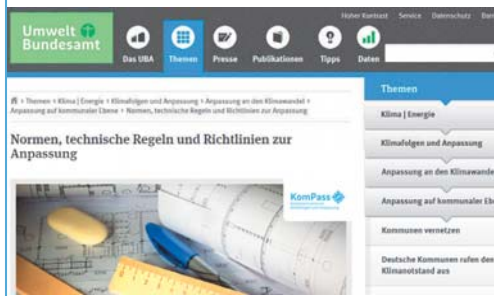 Hoher Kontrast Service Datenschutz
Umwelt
Bundesamt
Das UBA Themen Presse Publikationen Tipps Daten
> Themen > Klima | Energie > Klimafolgen und Anpassung > Anpassung an den Klimawandel >
Anpassung auf kommunaler Ebene > Normen, technische Regeln und Richtlinien zur Anpassung
Normen, technische Regeln und Richtlinien zur
Anpassung
KomPass
Themen
Klima | Energie
Klimafolgen und Anpassung
Anpassung an den Klimawande
Anpassung auf kommunaler Ebe
Kommunen vernetzen
Deutsche Kommunen rufen den
Klimanotstand aus